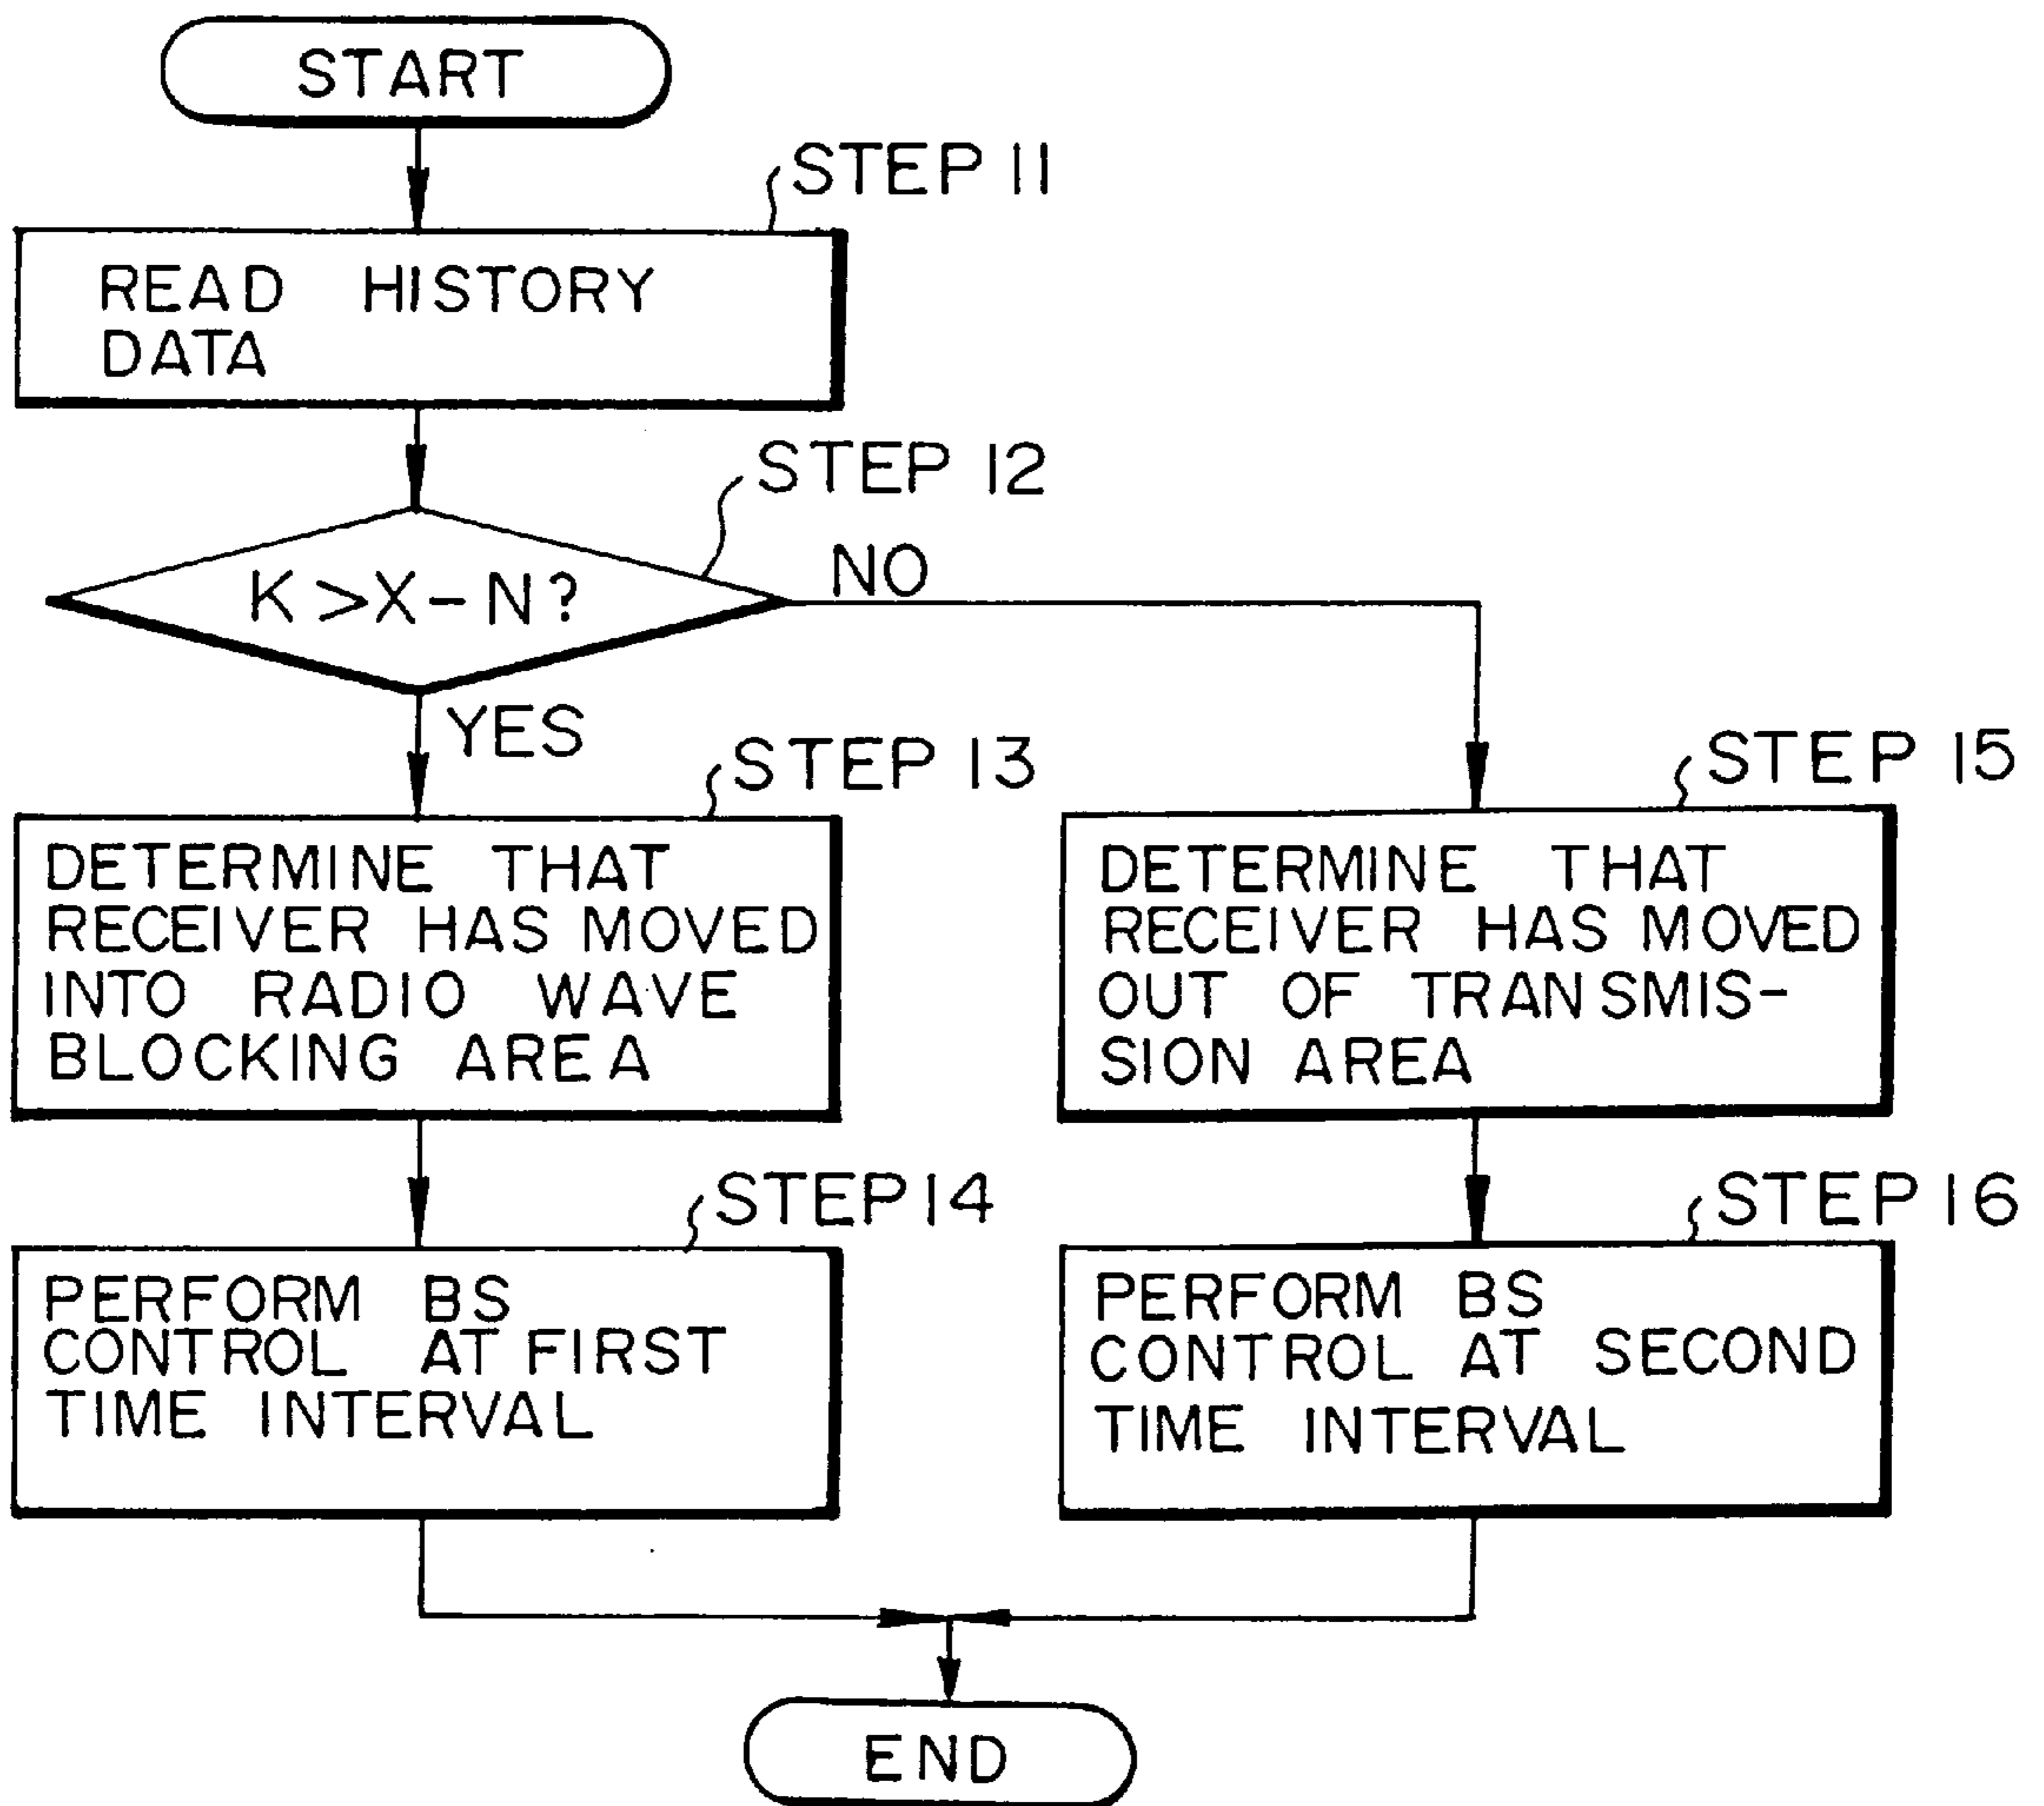 START
STEP 11
READ HISTORY
DATA
STEP 12
K > X - N?
NO
YES
STEP 13
DETERMINE THAT
RECEIVER HAS MOVED
INTO RADIO WAVE
BLOCKING AREA
STEP 15
DETERMINE THAT
RECEIVER HAS MOVED
OUT OF TRANSMIS-
SION AREA
STEP 14
PERFORM BS
CONTROL AT FIRST
TIME INTERVAL
STEP 16
PERFORM BS
CONTROL AT SECOND
TIME INTERVAL
END